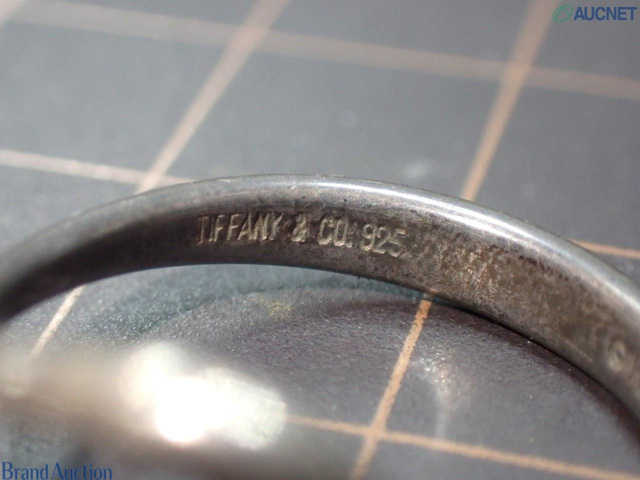 AUCNET
TIFFANY & CO. 925
Brand Auction